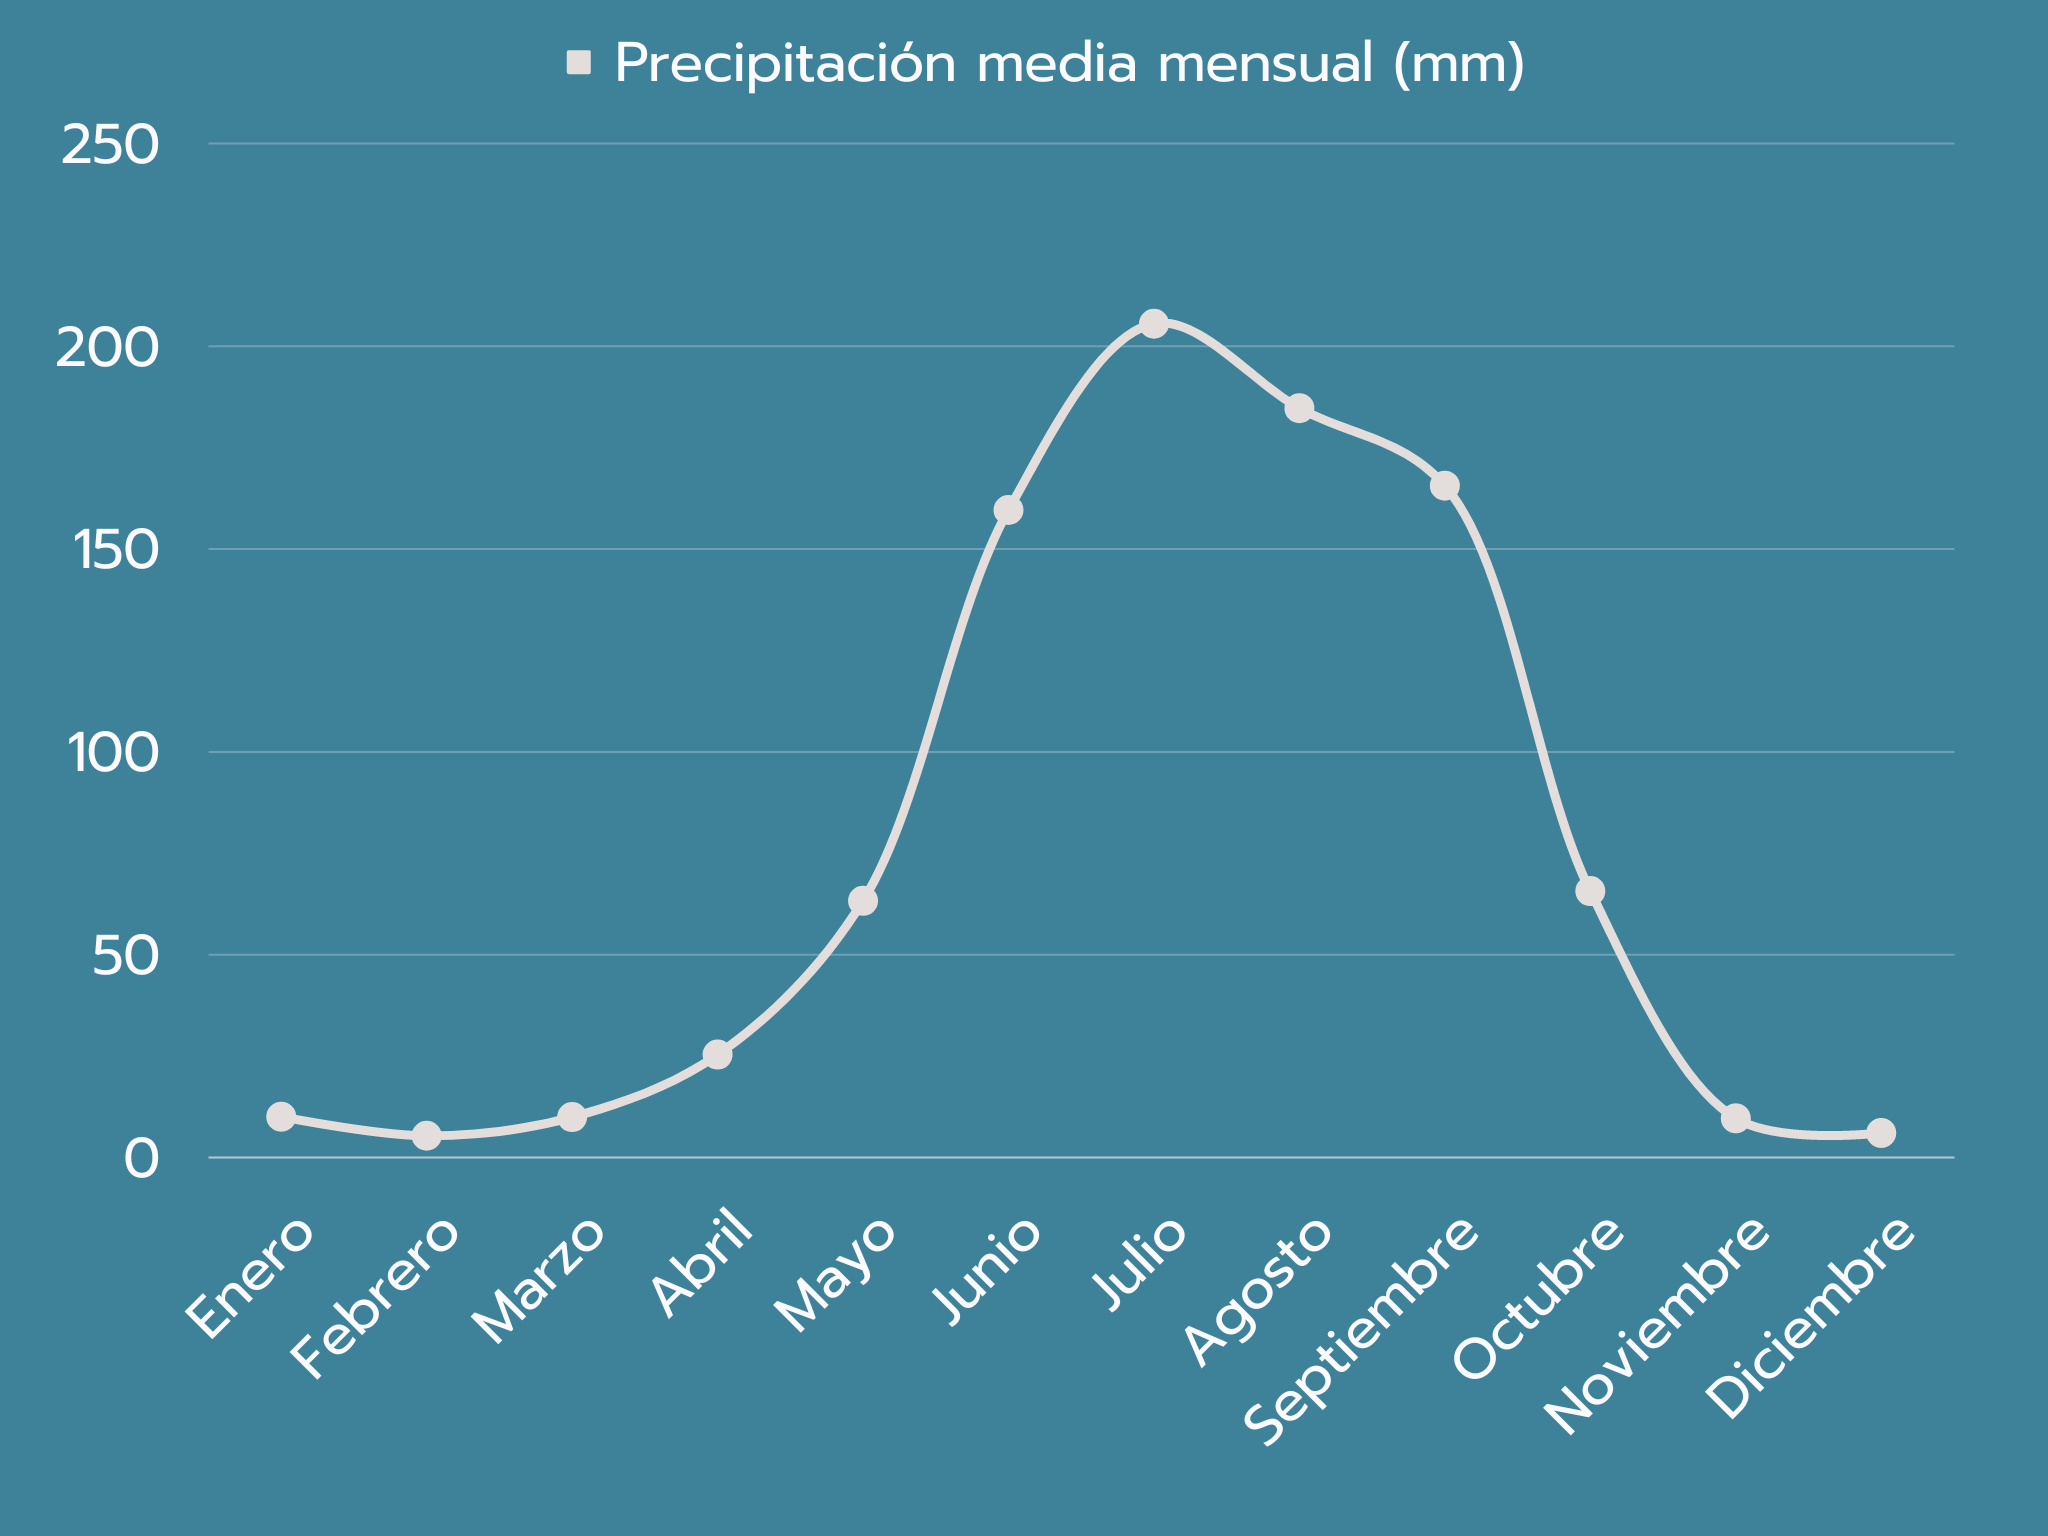 Precipitación media mensual (mm)
250
200
150
100
50
0
Enero
Febrero
Marzo
Abril
Mayo
Junio
Julio
Agosto
Septiembre
Octubre
Noviembre
Diciembre